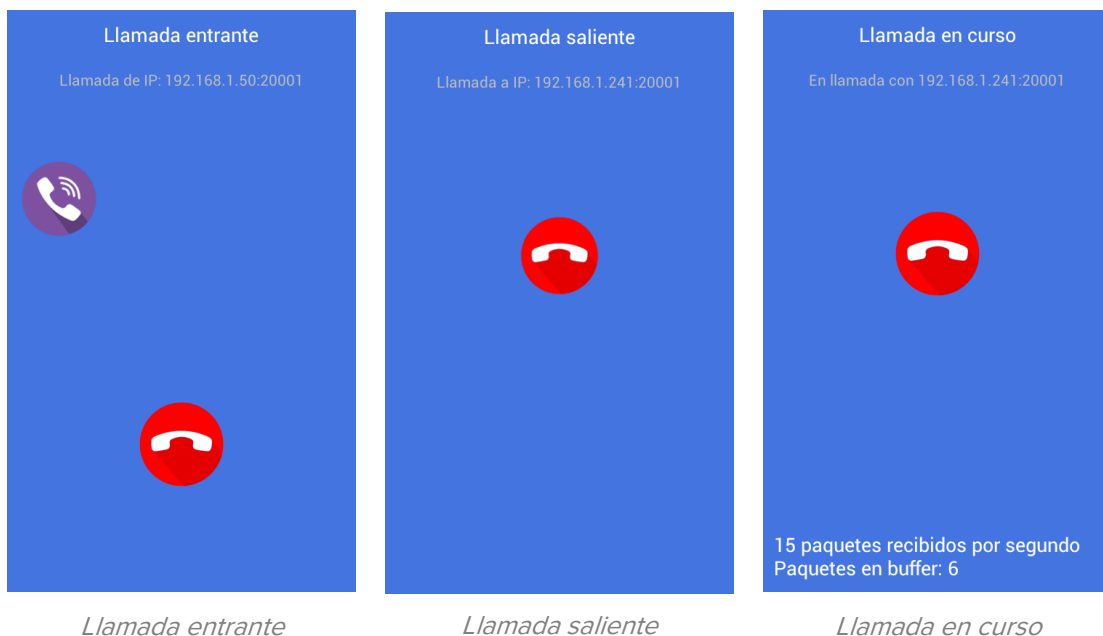 Llamada entrante
Llamada de IP: 192.168.1.50:20001
Llamada saliente
Llamada a IP: 192.168.1.241:20001
Llamada en curso
En llamada con 192.168.1.241:20001
15 paquetes recibidos por segundo
Paquetes en buffer: 6
Llamada entrante
Llamada saliente
Llamada en curso